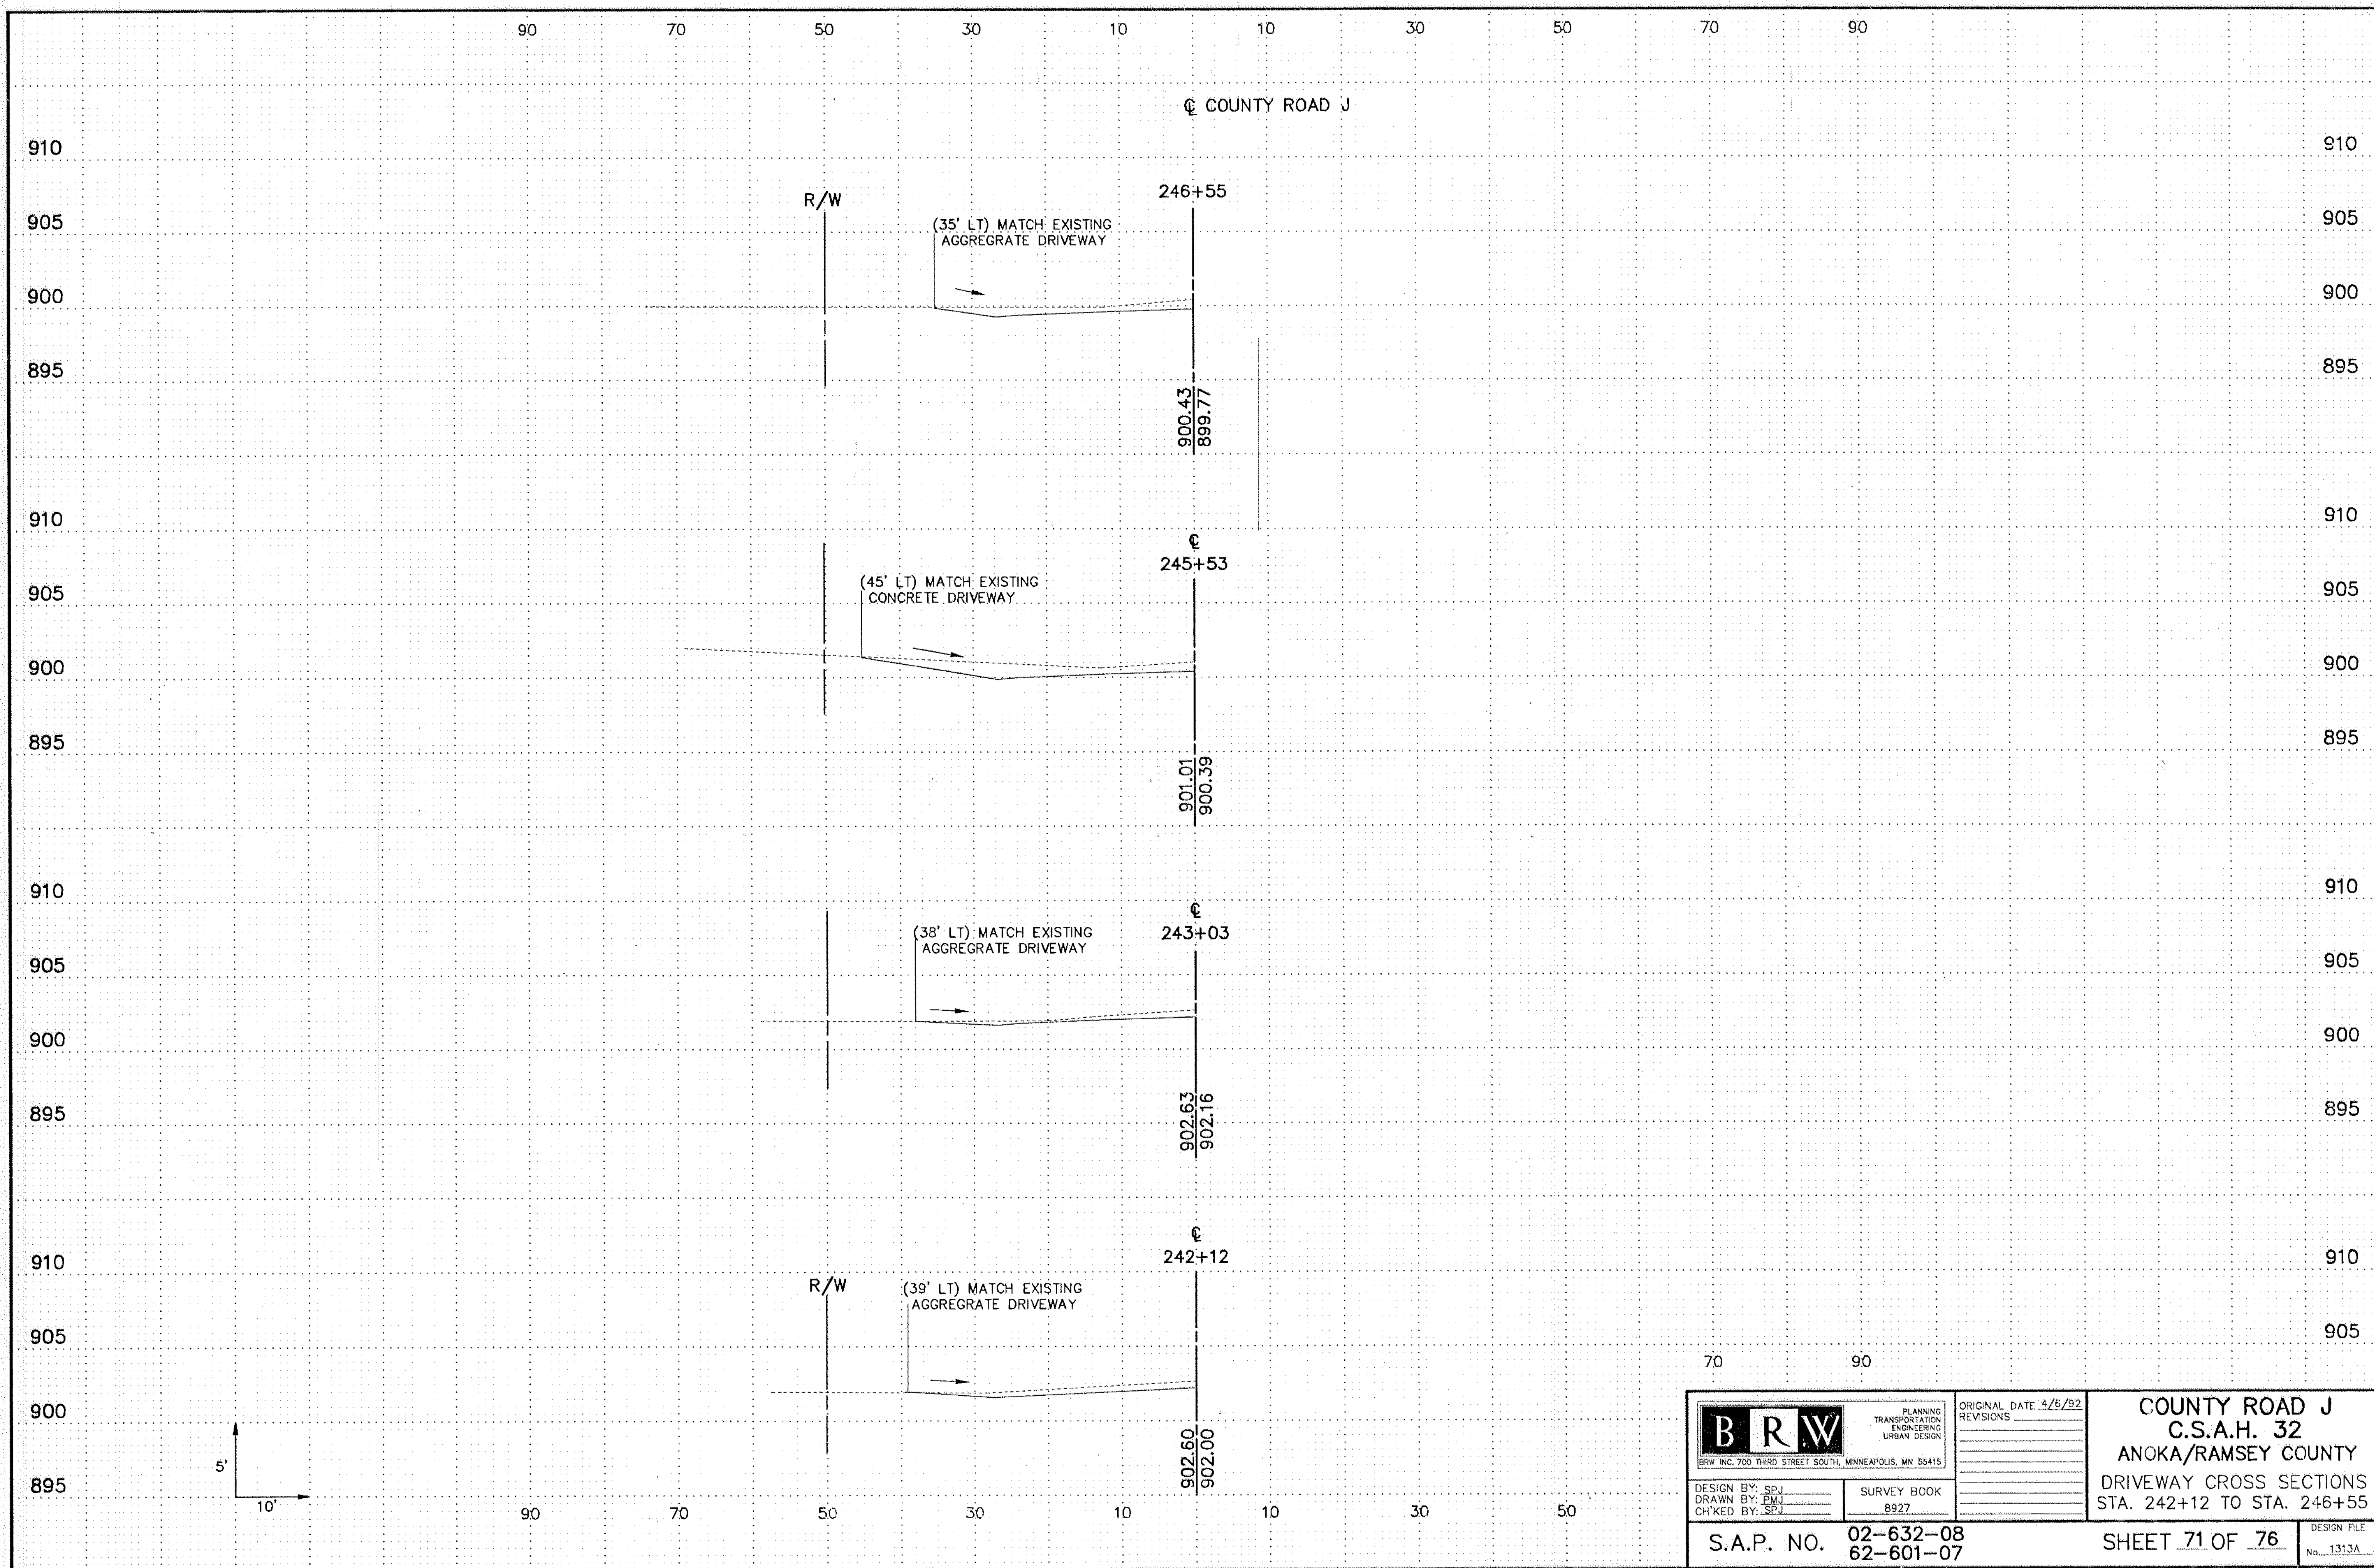 90 70 50 30 10 10 30 50 70 90
℄ COUNTY ROAD J
910 910
246+55
R/W
905 905
(35' LT) MATCH EXISTING
AGGREGRATE DRIVEWAY
900 900
895 895
900.43
899.77
910 910
℄
245+53
(45' LT) MATCH EXISTING
CONCRETE DRIVEWAY
905 905
900 900
895 895
901.01
900.39
910 910
℄
243+03
(38' LT) MATCH EXISTING
AGGREGRATE DRIVEWAY
905 905
900 900
895 895
902.63
902.16
℄
242+12
910 910
R/W
(39' LT) MATCH EXISTING
AGGREGRATE DRIVEWAY
905 905
70 90
900
902.60
902.00
5'
895
10'
90 70 50 30 10 10 30 50
BRW
PLANNING
TRANSPORTATION
ENGINEERING
URBAN DESIGN
BRW INC. 700 THIRD STREET SOUTH, MINNEAPOLIS, MN 55415
ORIGINAL DATE 4/6/92
REVISIONS
DESIGN BY: SPJ
DRAWN BY: PMJ
CH'KED BY: SPJ
SURVEY BOOK
8927
COUNTY ROAD J
C.S.A.H. 32
ANOKA/RAMSEY COUNTY
DRIVEWAY CROSS SECTIONS
STA. 242+12 TO STA. 246+55
S.A.P. NO. 02-632-08
62-601-07
SHEET 71 OF 76
DESIGN FILE
No. 1313A